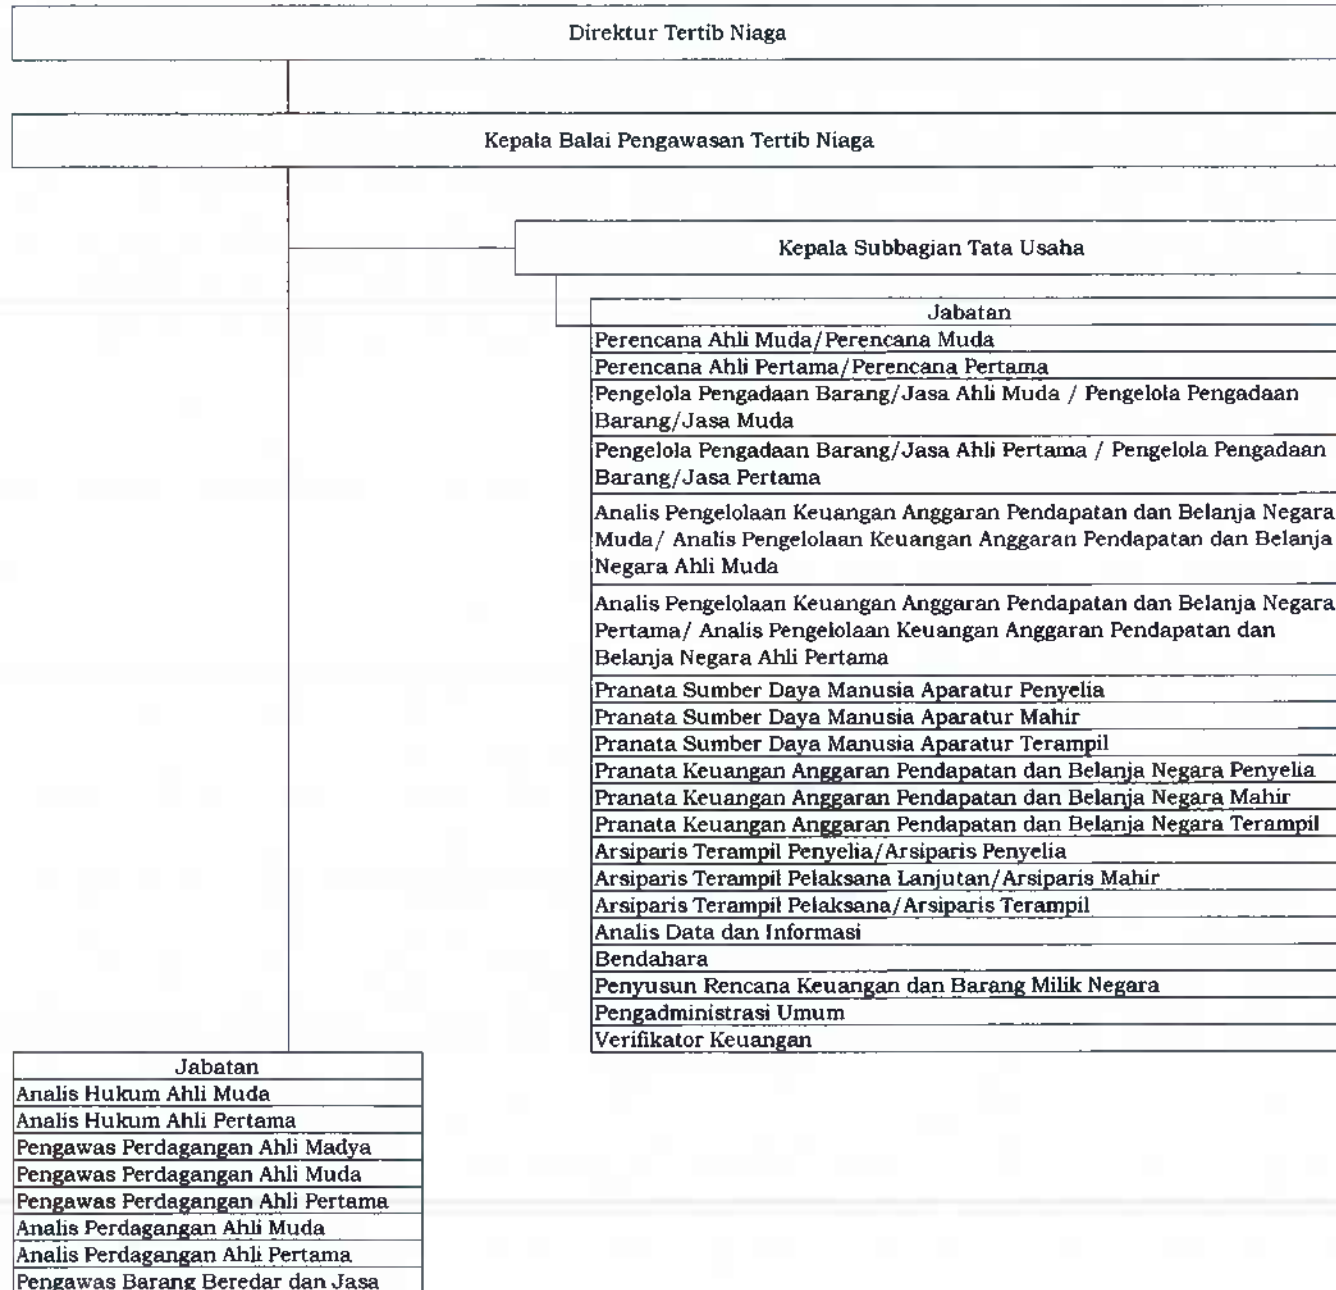 Direktur Tertib Niaga
Kepala Balai Pengawasan Tertib Niaga
Kepala Subbagian Tata Usaha
Jabatan
Perencana Ahli Muda/Perencana Muda
Perencana Ahli Pertama/Perencana Pertama
Pengelola Pengadaan Barang/Jasa Ahli Muda / Pengelola Pengadaan
Barang/Jasa Muda
Pengelola Pengadaan Barang/Jasa Ahli Pertama / Pengelola Pengadaan
Barang/Jasa Pertama
Analis Pengelolaan Keuangan Anggaran Pendapatan dan Belanja Negara
Muda/ Analis Pengelolaan Keuangan Anggaran Pendapatan dan Belanja
Negara Ahli Muda
Analis Pengelolaan Keuangan Anggaran Pendapatan dan Belanja Negara
Pertama/ Analis Pengelolaan Keuangan Anggaran Pendapatan dan
Belanja Negara Ahli Pertama
Pranata Sumber Daya Manusia Aparatur Penyelia
Pranata Sumber Daya Manusia Aparatur Mahir
Pranata Sumber Daya Manusia Aparatur Terampil
Pranata Keuangan Anggaran Pendapatan dan Belanja Negara Penyelia
Pranata Keuangan Anggaran Pendapatan dan Belanja Negara Mahir
Pranata Keuangan Anggaran Pendapatan dan Belanja Negara Terampil
Arsiparis Terampil Penyelia/Arsiparis Penyelia
Arsiparis Terampil Pelaksana Lanjutan/Arsiparis Mahir
Arsiparis Terampil Pelaksana/Arsiparis Terampil
Analis Data dan Informasi
Bendahara
Penyusun Rencana Keuangan dan Barang Milik Negara
Pengadministrasi Umum
Verifikator Keuangan
Jabatan
Analis Hukum Ahli Muda
Analis Hukum Ahli Pertama
Pengawas Perdagangan Ahli Madya
Pengawas Perdagangan Ahli Muda
Pengawas Perdagangan Ahli Pertama
Analis Perdagangan Ahli Muda
Analis Perdagangan Ahli Pertama
Pengawas Barang Beredar dan Jasa